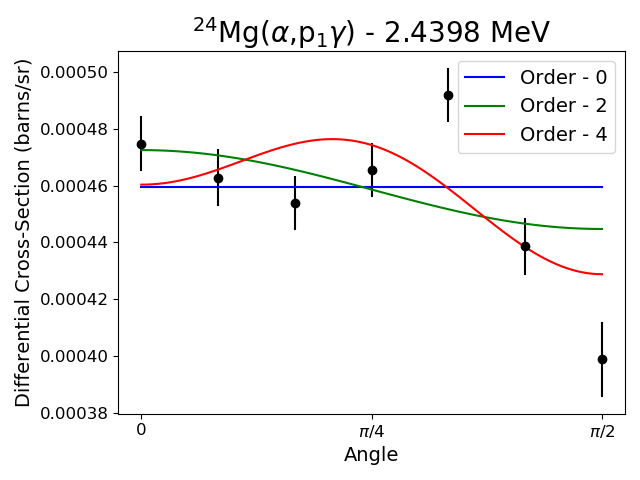 ²⁴Mg(α,p₁γ) - 2.4398 MeV
Differential Cross-Section (barns/sr)
0.00050
0.00048
0.00046
0.00044
0.00042
0.00040
0.00038
Order - 0
Order - 2
Order - 4
0
π/4
π/2
Angle